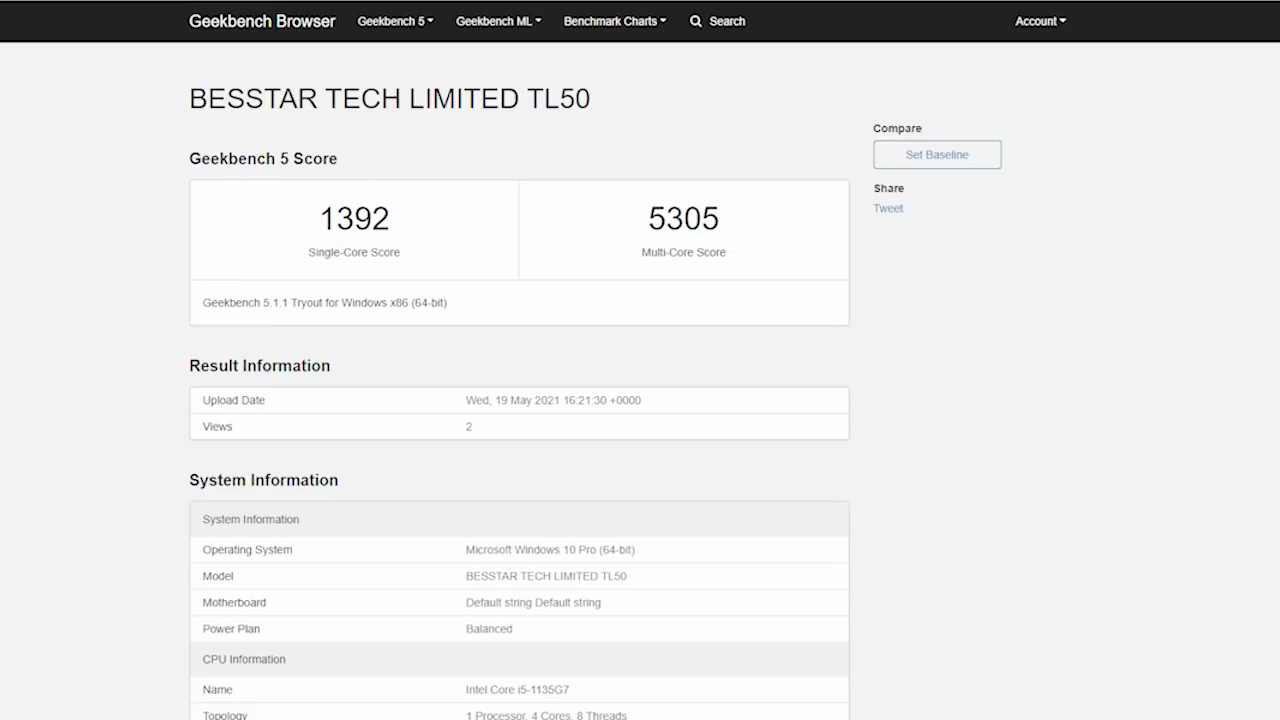 Geekbench Browser Geekbench 5 Geekbench ML Benchmark Charts Search Account
BESSTAR TECH LIMITED TL50
Compare
Set Baseline
Share
Tweet
Geekbench 5 Score
1392 5305
Single-Core Score Multi-Core Score
Geekbench 5.1.1 Tryout for Windows x86 (64-bit)
Result Information
Upload Date Wed, 19 May 2021 16:21:30 +0000
Views 2
System Information
System Information
Operating System Microsoft Windows 10 Pro (64-bit)
Model BESSTAR TECH LIMITED TL50
Motherboard Default string Default string
Power Plan Balanced
CPU Information
Name Intel Core i5-1135G7
Topology 1 Processor, 4 Cores, 8 Threads